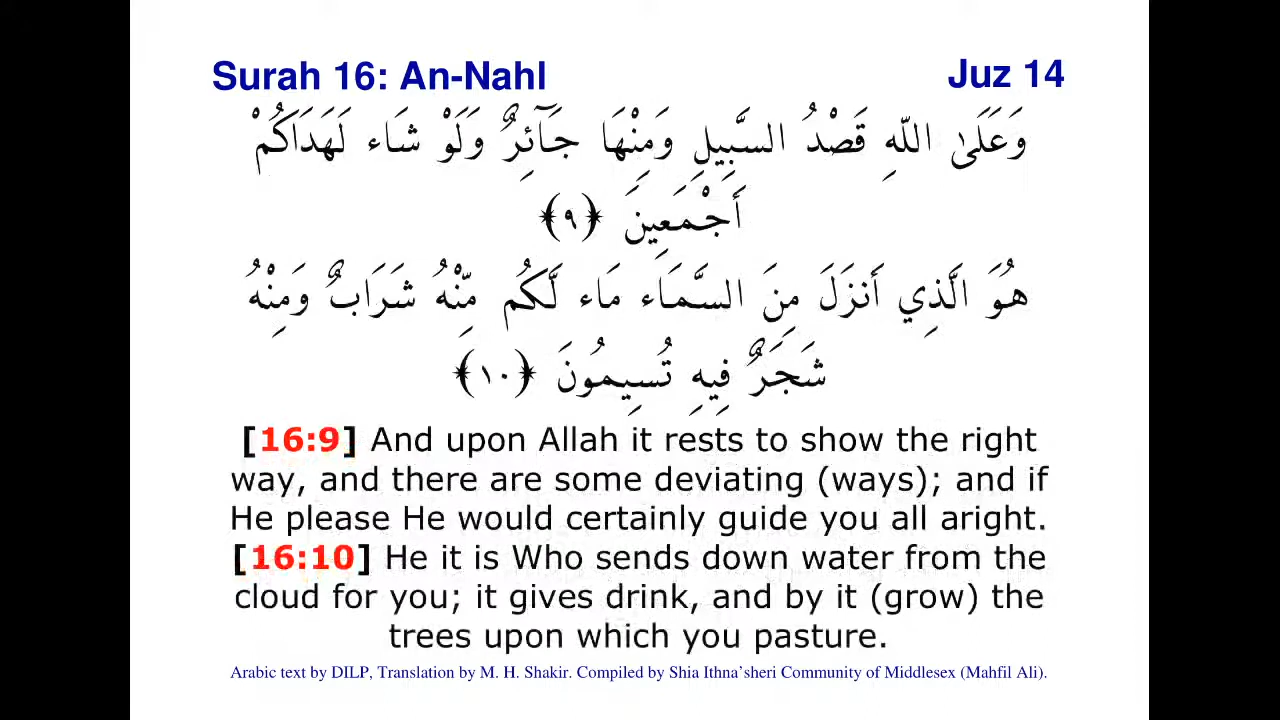 Surah 16: An-Nahl Juz 14
وَعَلَىٰ اللّهِ قَصْدُ السَّبِيلِ وَمِنْهَا جَآئِرٌ وَلَوْ شَاء لَهَدَاكُمْ
أَجْمَعِينَ ﴿٩﴾
هُوَ الَّذِي أَنزَلَ مِنَ السَّمَاء مَاء لَّكُم مِّنْهُ شَرَابٌ وَمِنْهُ
شَجَرٌ فِيهِ تُسِيمُونَ ﴿١٠﴾
[16:9] And upon Allah it rests to show the right
way, and there are some deviating (ways); and if
He please He would certainly guide you all aright.
[16:10] He it is Who sends down water from the
cloud for you; it gives drink, and by it (grow) the
trees upon which you pasture.
Arabic text by DILP, Translation by M. H. Shakir. Compiled by Shia Ithna’sheri Community of Middlesex (Mahfil Ali).